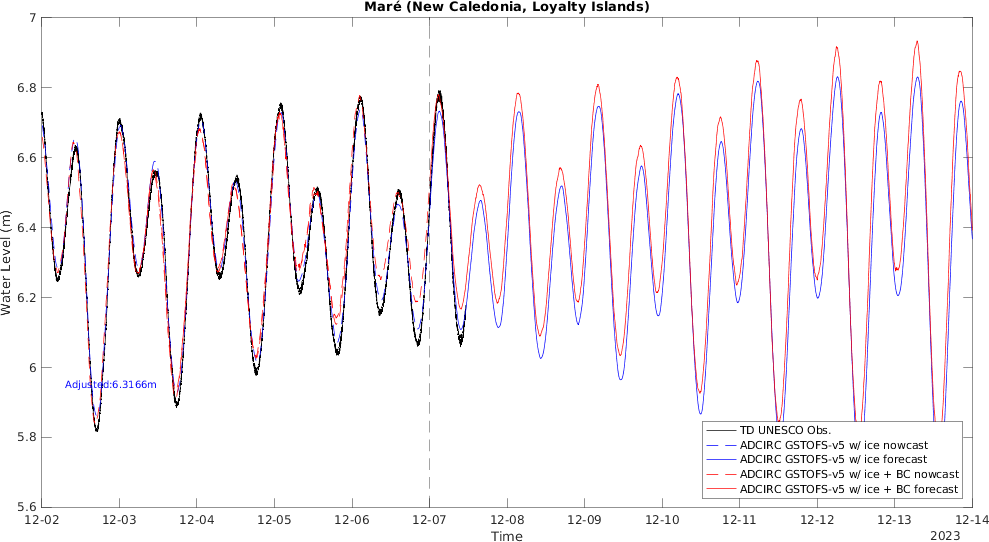 Maré (New Caledonia, Loyalty Islands)
7
6.8
6.6
6.4
6.2
6
5.8
5.6
Water Level (m)
Adjusted:6.3166m
TD UNESCO Obs.
ADCIRC GSTOFS-v5 w/ ice nowcast
ADCIRC GSTOFS-v5 w/ ice forecast
ADCIRC GSTOFS-v5 w/ ice + BC nowcast
ADCIRC GSTOFS-v5 w/ ice + BC forecast
12-02 12-03 12-04 12-05 12-06 12-07 12-08 12-09 12-10 12-11 12-12 12-13 12-14
Time
2023